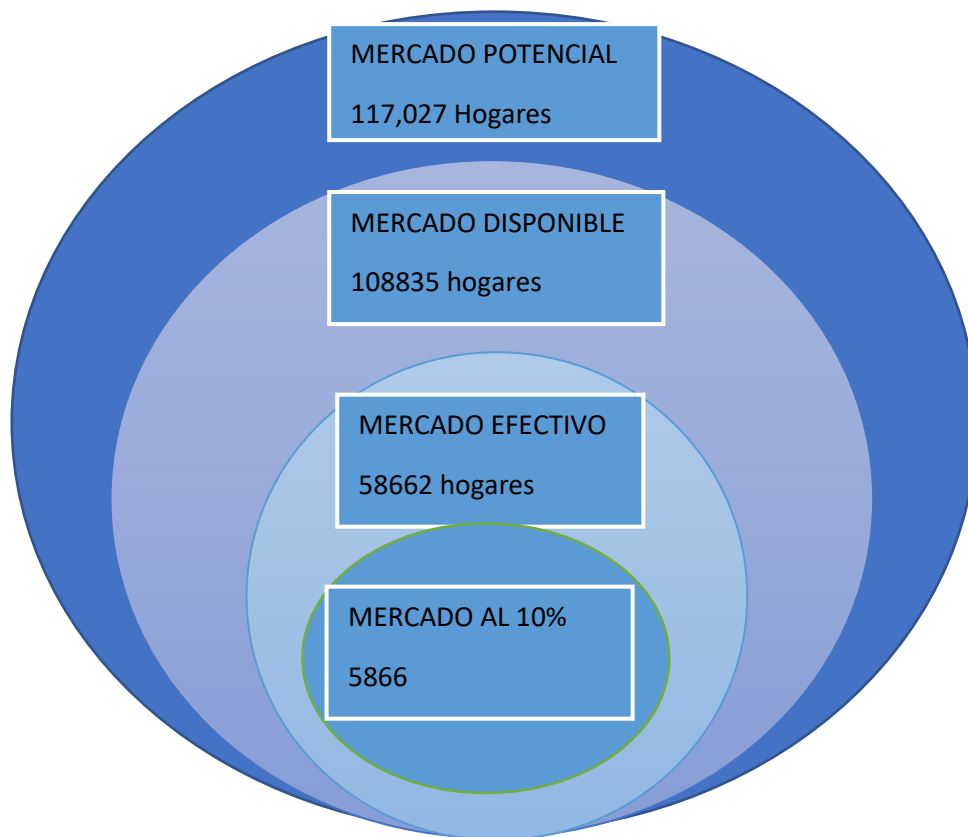 MERCADO POTENCIAL
117,027 Hogares
MERCADO DISPONIBLE
108835 hogares
MERCADO EFECTIVO
58662 hogares
MERCADO AL 10%
5866